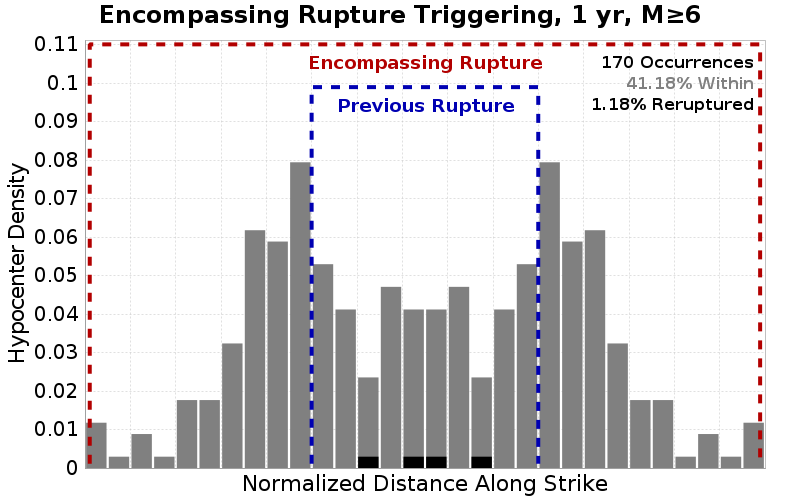 Encompassing Rupture Triggering, 1 yr, M≥6
0.11
0.1
0.09
0.08
0.07
0.06
0.05
0.04
0.03
0.02
0.01
0
Hypocenter Density
Encompassing Rupture
Previous Rupture
170 Occurrences
41.18% Within
1.18% Reruptured
Normalized Distance Along Strike